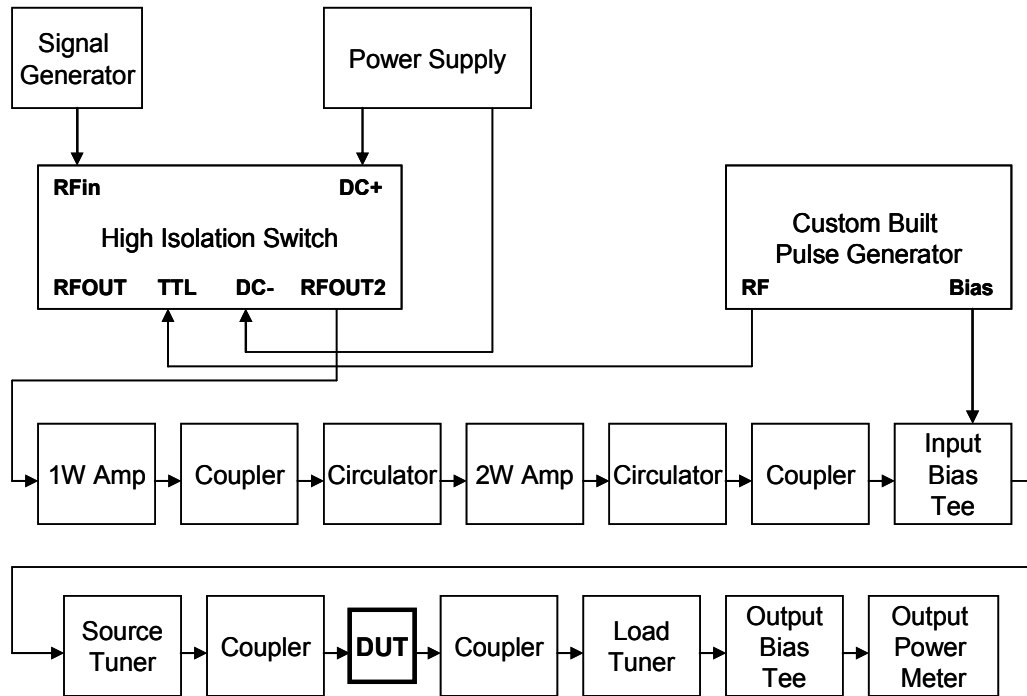 Signal
Generator
Power Supply
RFin
DC+
High Isolation Switch
RFOUT TTL DC- RFOUT2
Custom Built
Pulse Generator
RF
Bias
1W Amp
Coupler
Circulator
2W Amp
Circulator
Coupler
Input
Bias
Tee
Source
Tuner
Coupler
DUT
Coupler
Load
Tuner
Output
Bias
Tee
Output
Power
Meter